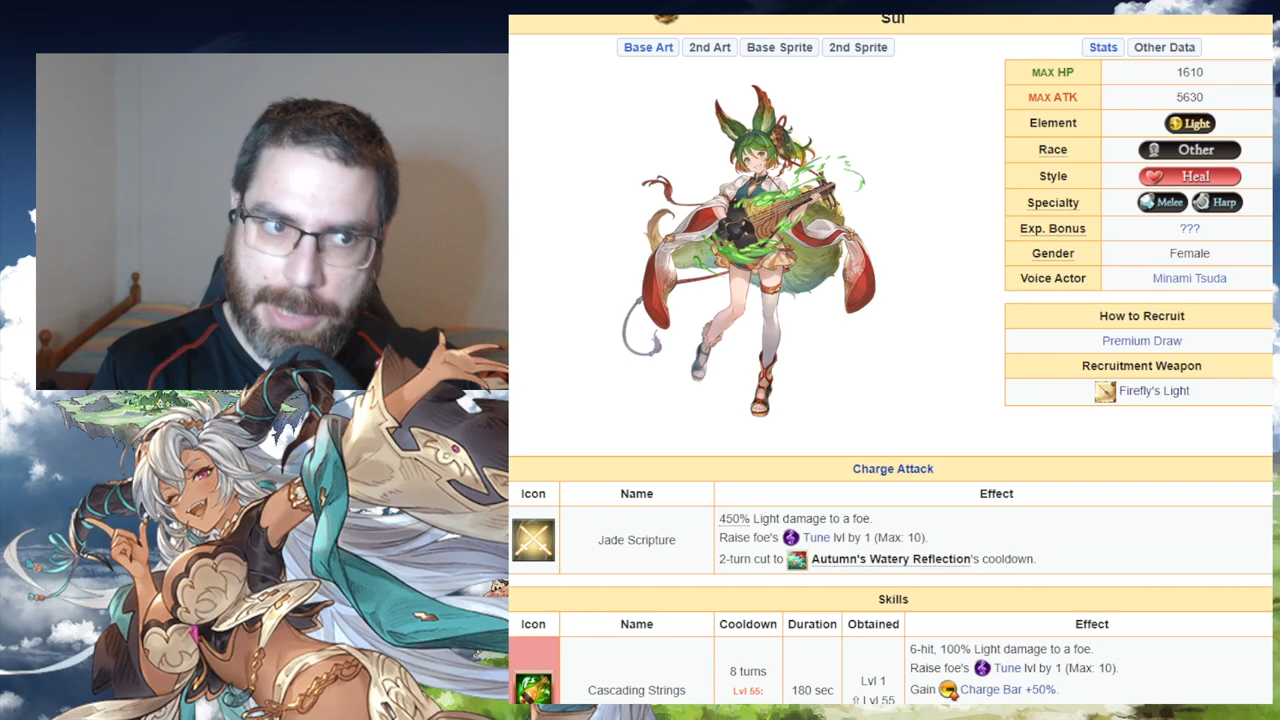 Sui
Base Art 2nd Art Base Sprite 2nd Sprite
Stats Other Data
MAX HP 1610
MAX ATK 5630
Element Light
Race Other
Style Heal
Specialty Melee Harp
Exp. Bonus ???
Gender Female
Voice Actor Minami Tsuda
How to Recruit
Premium Draw
Recruitment Weapon
Firefly's Light
Charge Attack
Icon Name Effect
Jade Scripture
450% Light damage to a foe.
Raise foe's Tune lvl by 1 (Max: 10).
2-turn cut to Autumn's Watery Reflection's cooldown.
Skills
Icon Name Cooldown Duration Obtained Effect
Cascading Strings
8 turns
Lvl 55:
180 sec
Lvl 1
⇧ Lvl 55
6-hit, 100% Light damage to a foe.
Raise foe's Tune lvl by 1 (Max: 10).
Gain Charge Bar +50%.